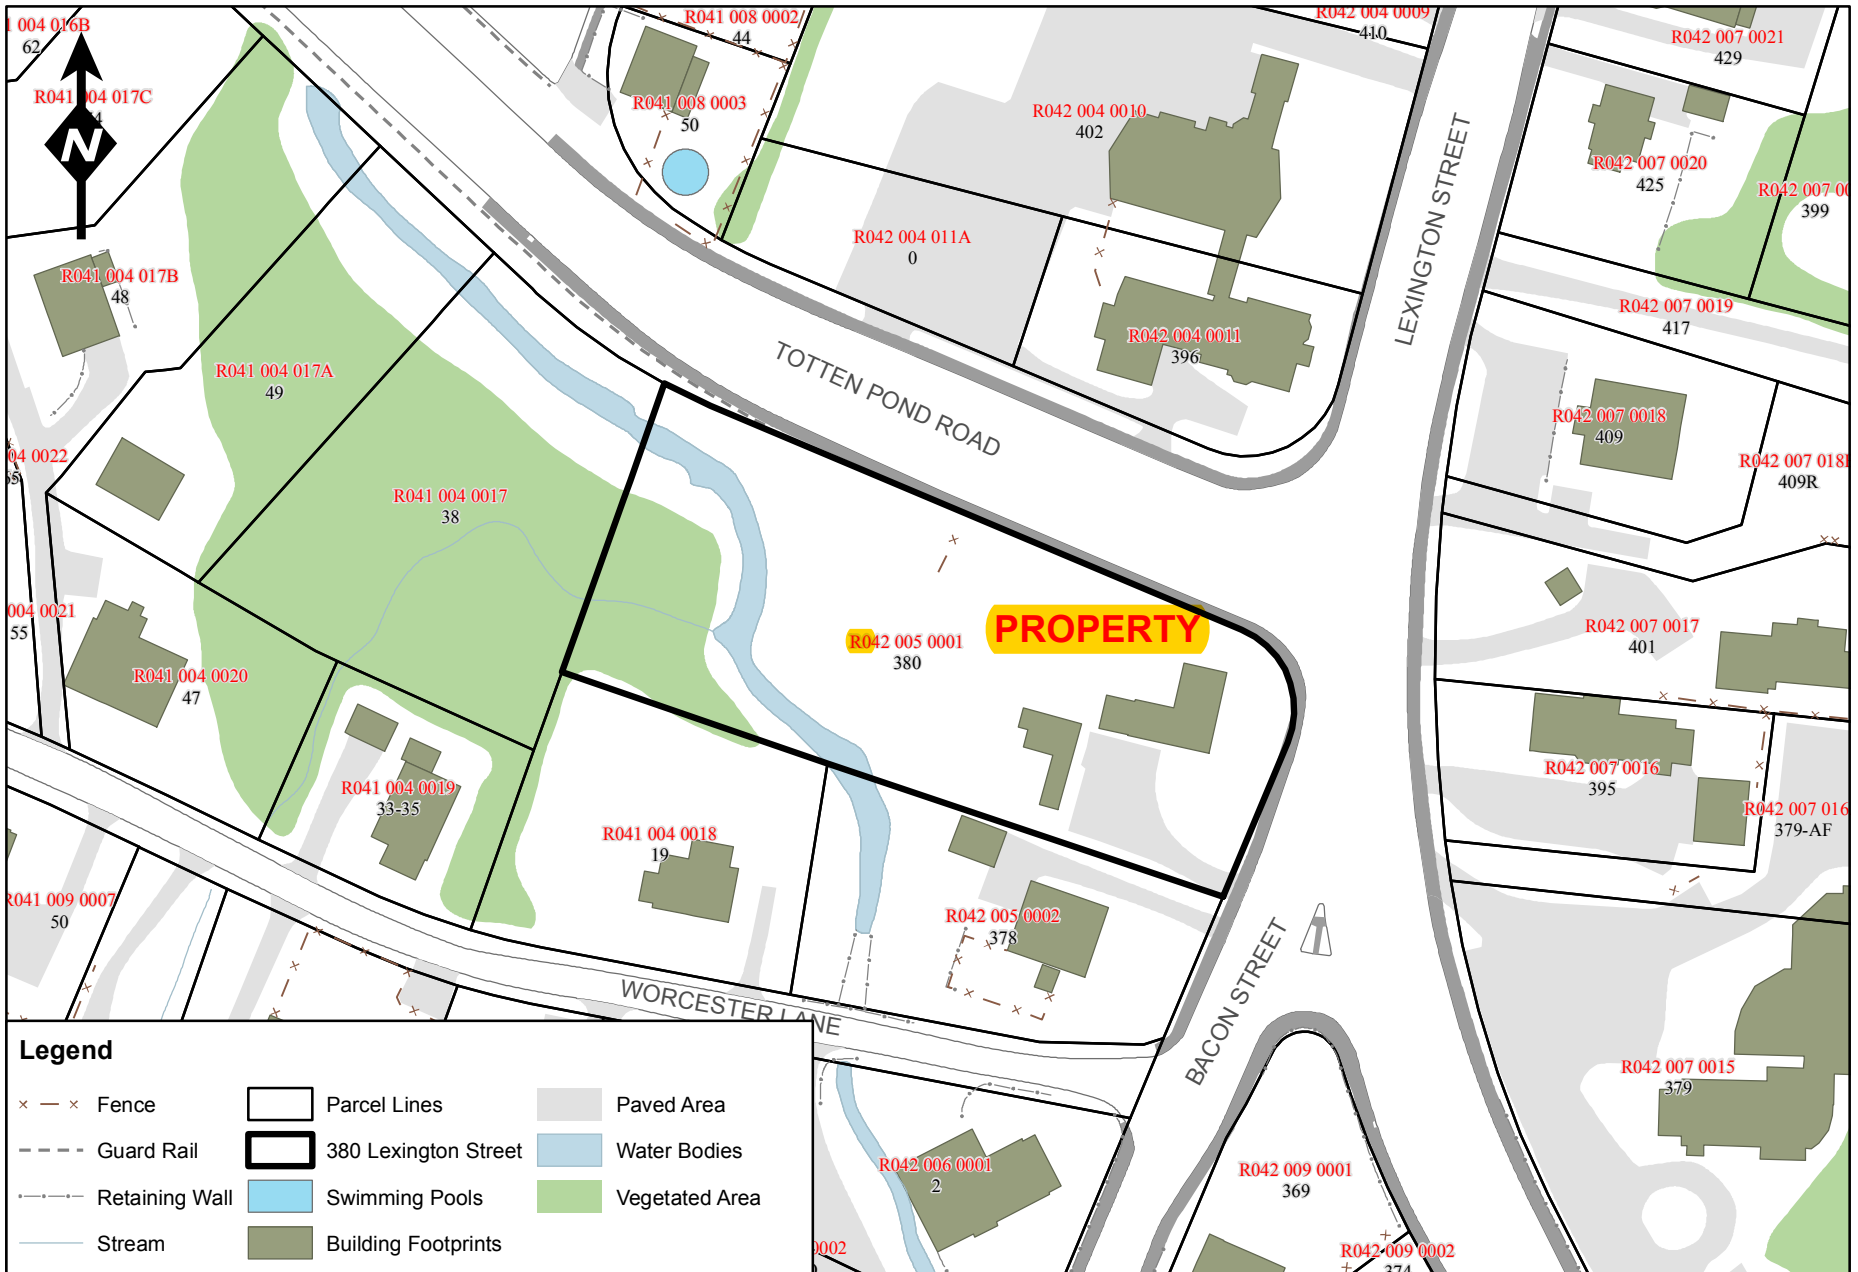 1 004 016B
62
R041 008 0002
44
R042 004 0009
410
R042 007 0021
429
R041 004 017C
N
R041 008 0003
50
R042 004 0010
402
R042 007 0020
425
R042 007 00
399
LEXINGTON STREET
R042 004 011A
0
R041 004 017B
48
R042 007 0019
417
R042 004 0011
396
TOTTEN POND ROAD
R041 004 017A
49
R042 007 0018
409
04 0022
R042 007 018
409R
R041 004 0017
38
004 0021
55
R042 005 0001
380
PROPERTY
R042 007 0017
401
R041 004 0020
47
R042 007 0016
395
R041 004 0019
33-35
R042 007 016
379-AF
R041 004 0018
19
R041 009 0007
50
R042 005 0002
378
WORCESTER LANE
BACON STREET
R042 007 0015
379
R042 006 0001
2
R042 009 0001
369
0002
R042 009 0002
374
Legend
Fence
Parcel Lines
Paved Area
Guard Rail
380 Lexington Street
Water Bodies
Retaining Wall
Swimming Pools
Vegetated Area
Stream
Building Footprints